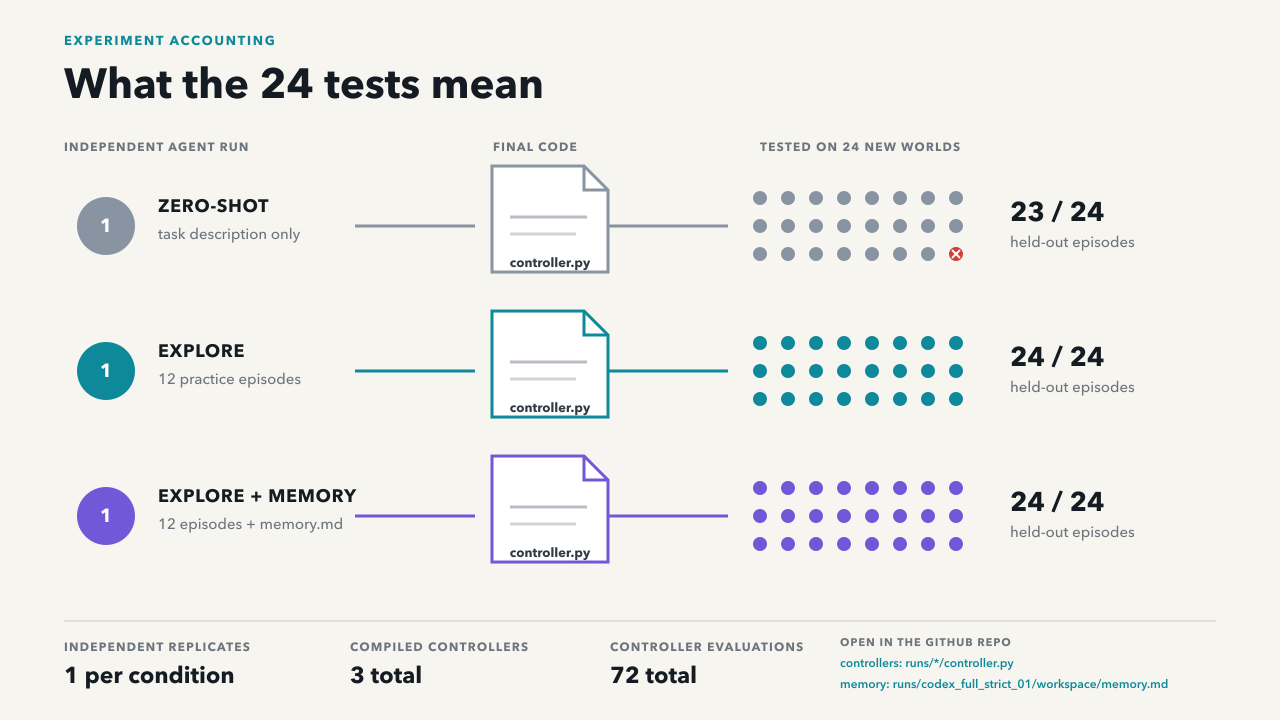 EXPERIMENT ACCOUNTING
What the 24 tests mean
INDEPENDENT AGENT RUN
FINAL CODE
TESTED ON 24 NEW WORLDS
1
ZERO-SHOT
task description only
controller.py
23 / 24
held-out episodes
1
EXPLORE
12 practice episodes
controller.py
24 / 24
held-out episodes
1
EXPLORE + MEMORY
12 episodes + memory.md
controller.py
24 / 24
held-out episodes
INDEPENDENT REPLICATES
1 per condition
COMPILED CONTROLLERS
3 total
CONTROLLER EVALUATIONS
72 total
OPEN IN THE GITHUB REPO
controllers: runs/*/controller.py
memory: runs/codex_full_strict_01/workspace/memory.md